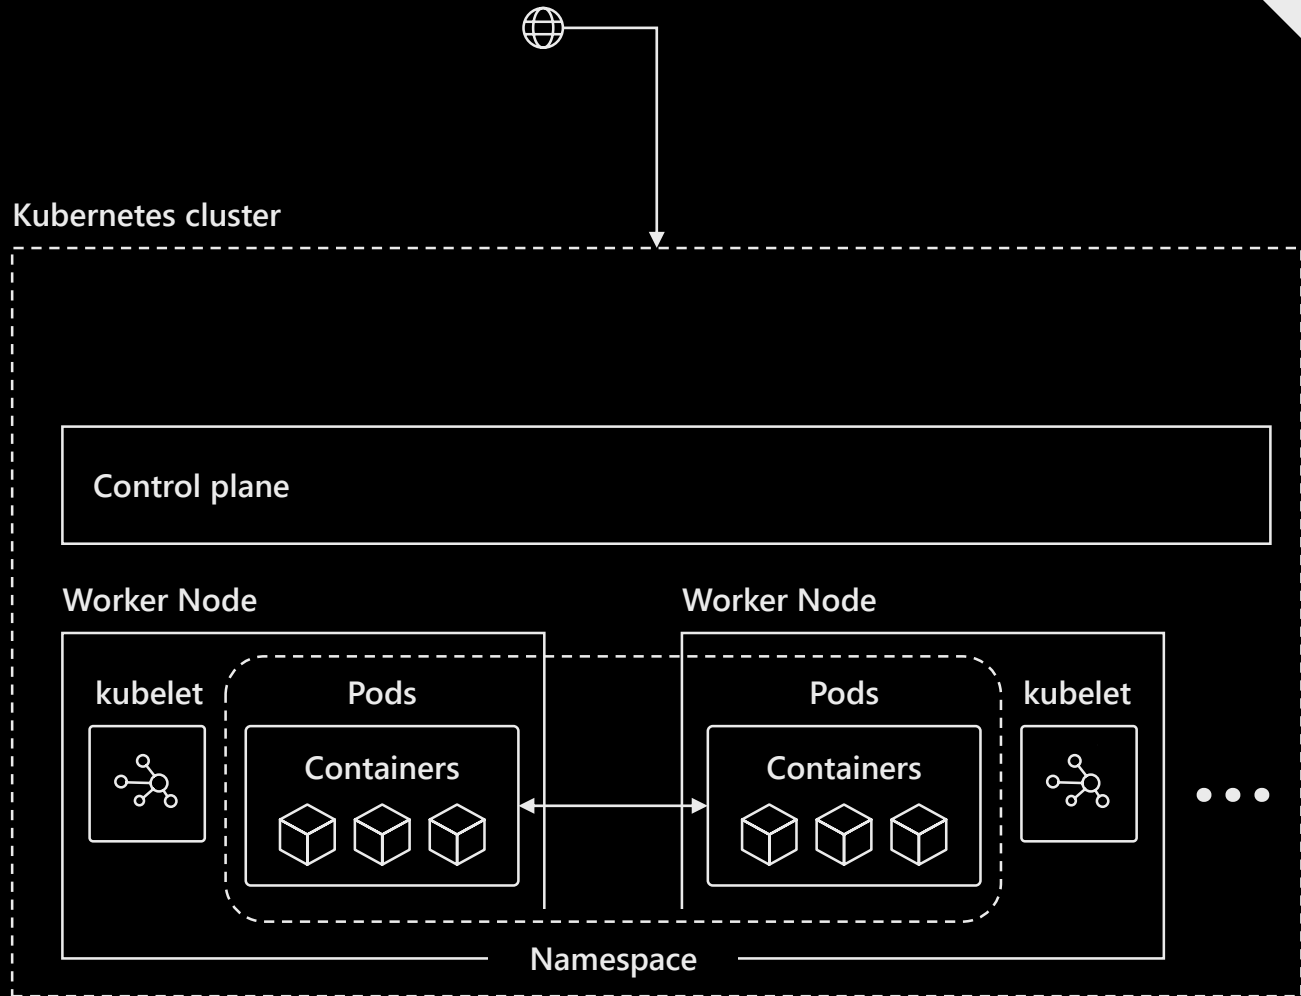 Kubernetes cluster
Control plane
Worker Node
Worker Node
kubelet
Pods
Pods
kubelet
Containers
Containers
Namespace